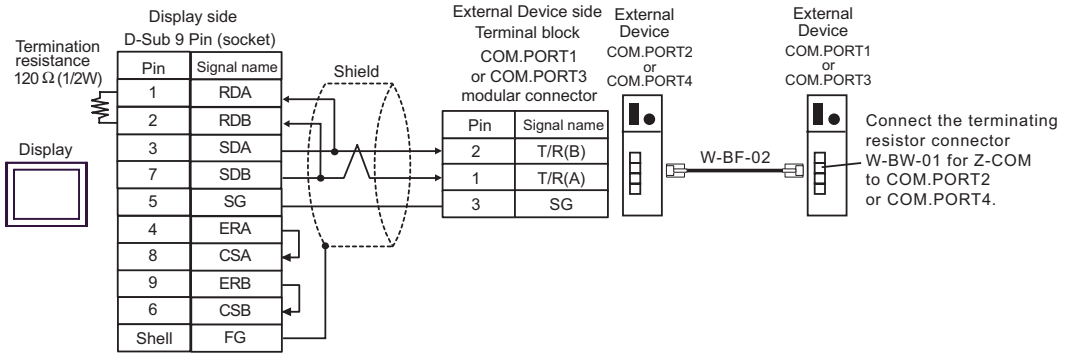 Display side
D-Sub 9 Pin (socket)
Termination
resistance
120 Ω (1/2W)
Display
Pin Signal name
1 RDA
2 RDB
3 SDA
7 SDB
5 SG
4 ERA
8 CSA
9 ERB
6 CSB
Shell FG
Shield
External Device side
Terminal block
COM.PORT1
or COM.PORT3
modular connector
Pin Signal name
2 T/R(B)
1 T/R(A)
3 SG
External
Device
COM.PORT2
or
COM.PORT4
W-BF-02
External
Device
COM.PORT1
or
COM.PORT3
Connect the terminating
resistor connector
W-BW-01 for Z-COM
to COM.PORT2
or COM.PORT4.